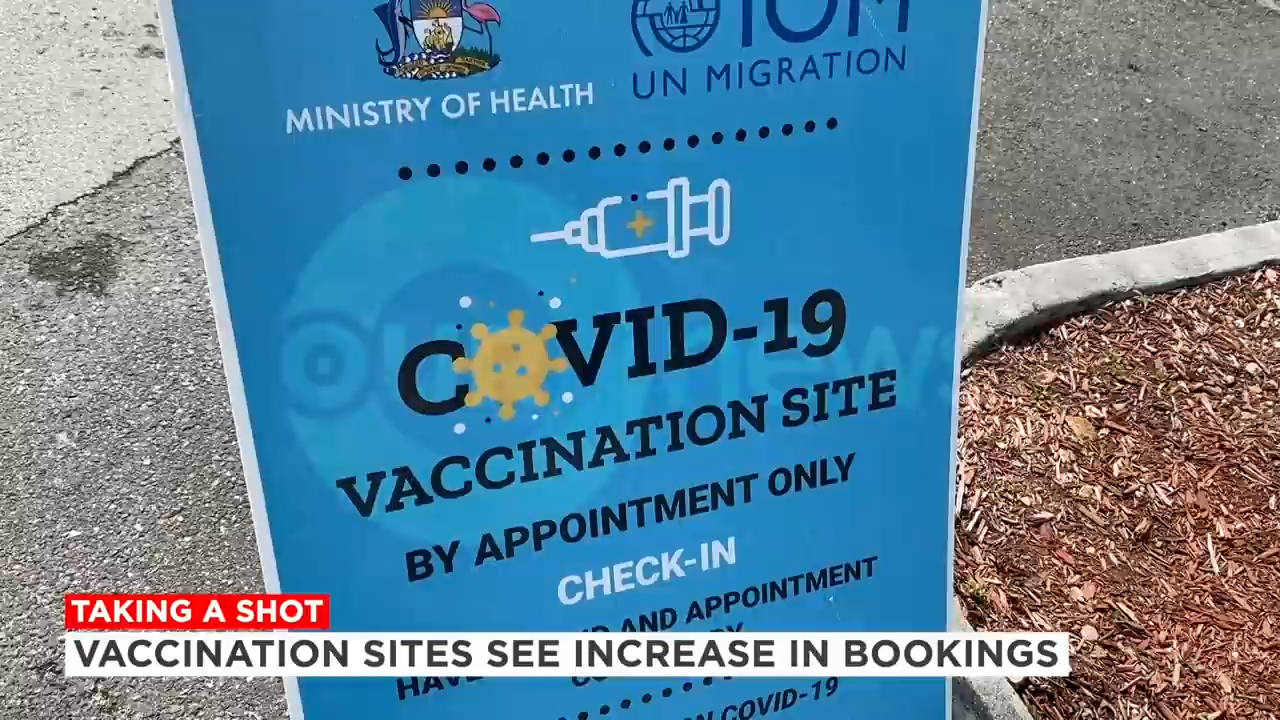 IOM
MINISTRY OF HEALTH
UN MIGRATION
COVID-19
VACCINATION SITE
BY APPOINTMENT ONLY
CHECK-IN
AND APPOINTMENT
TAKING A SHOT
VACCINATION SITES SEE INCREASE IN BOOKINGS
COVID-19